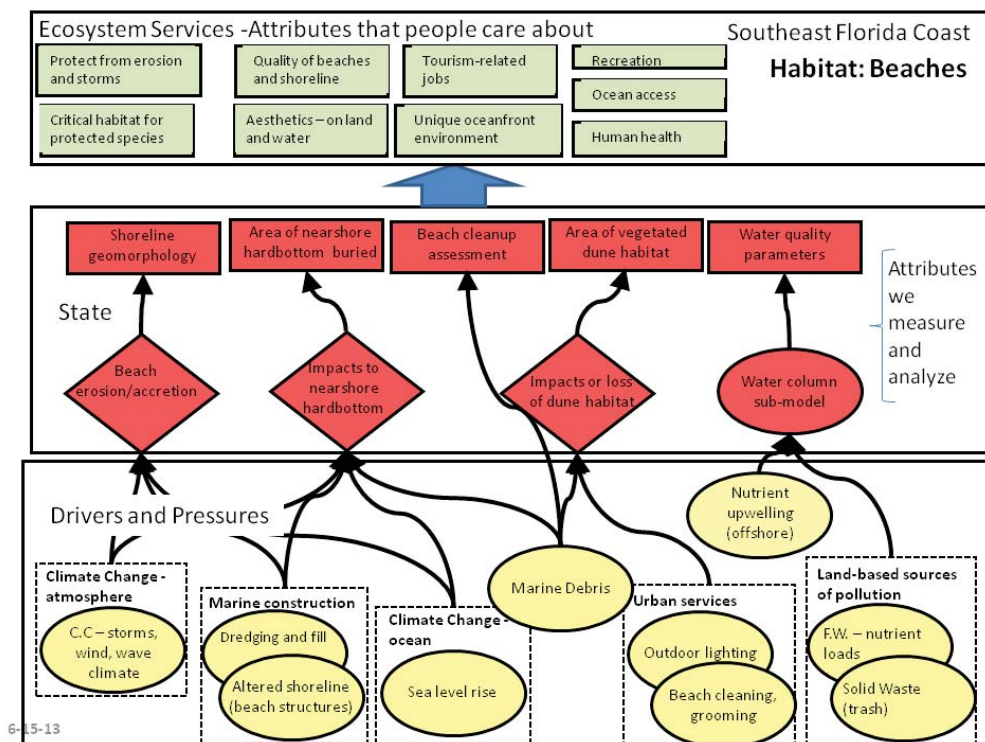 Ecosystem Services -Attributes that people care about
Southeast Florida Coast
Habitat: Beaches
Protect from erosion
and storms
Quality of beaches
and shoreline
Tourism-related
jobs
Recreation
Ocean access
Critical habitat for
protected species
Aesthetics – on land
and water
Unique oceanfront
environment
Human health
Shoreline
geomorphology
Area of nearshore
hardbottom buried
Beach cleanup
assessment
Area of vegetated
dune habitat
Water quality
parameters
Attributes
we
measure
and
analyze
State
Beach
erosion/accretion
Impacts to
nearshore
hardbottom
Impacts or loss
of dune habitat
Water column
sub-model
Drivers and Pressures
Nutrient
upwelling
(offshore)
Climate Change -
atmosphere
C.C – storms,
wind, wave
climate
Marine construction
Dredging and fill
Altered shoreline
(beach structures)
Climate Change -
ocean
Sea level rise
Marine Debris
Urban services
Outdoor lighting
Beach cleaning,
grooming
Land-based sources
of pollution
F.W. – nutrient
loads
Solid Waste
(trash)
6-15-13